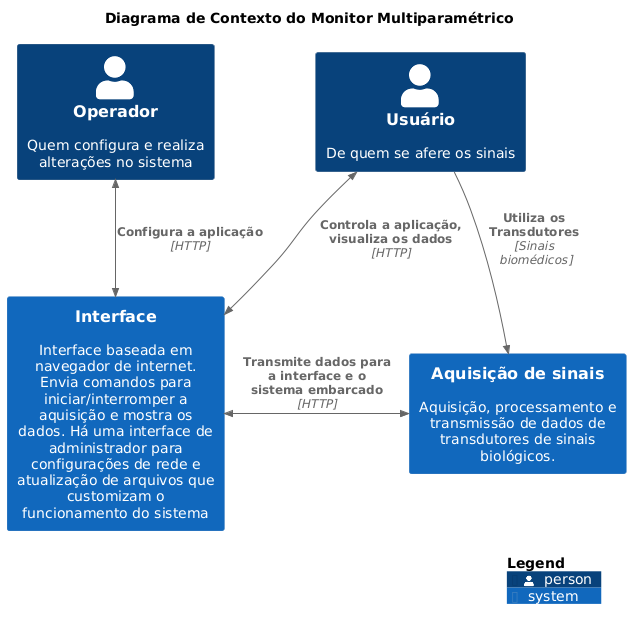 Diagrama de Contexto do Monitor Multiparamétrico
Operador
Quem configura e realiza
alterações no sistema
Usuário
De quem se afere os sinais
Configura a aplicação
[HTTP]
Controla a aplicação,
visualiza os dados
[HTTP]
Utiliza os
Transdutores
[Sinais
biomédicos]
Interface
Interface baseada em
navegador de internet.
Envia comandos para
iniciar/interromper a
aquisição e mostra os
dados. Há uma interface de
administrador para
configurações de rede e
atualização de arquivos que
customizam o
funcionamento do sistema
Transmite dados para
a interface e o
sistema embarcado
[HTTP]
Aquisição de sinais
Aquisição, processamento e
transmissão de dados de
transdutores de sinais
biológicos.
Legend
person
system